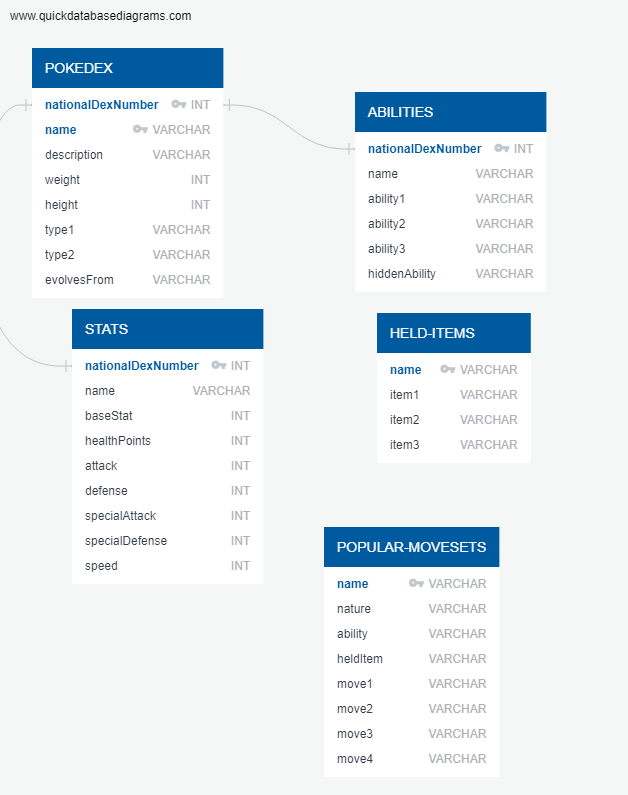 www.quickdatabasediagrams.com
POKEDEX
nationalDexNumber INT
name VARCHAR
description VARCHAR
weight INT
height INT
type1 VARCHAR
type2 VARCHAR
evolvesFrom VARCHAR
ABILITIES
nationalDexNumber INT
name VARCHAR
ability1 VARCHAR
ability2 VARCHAR
ability3 VARCHAR
hiddenAbility VARCHAR
STATS
nationalDexNumber INT
name VARCHAR
baseStat INT
healthPoints INT
attack INT
defense INT
specialAttack INT
specialDefense INT
speed INT
HELD-ITEMS
name VARCHAR
item1 VARCHAR
item2 VARCHAR
item3 VARCHAR
POPULAR-MOVESETS
name VARCHAR
nature VARCHAR
ability VARCHAR
heldItem VARCHAR
move1 VARCHAR
move2 VARCHAR
move3 VARCHAR
move4 VARCHAR